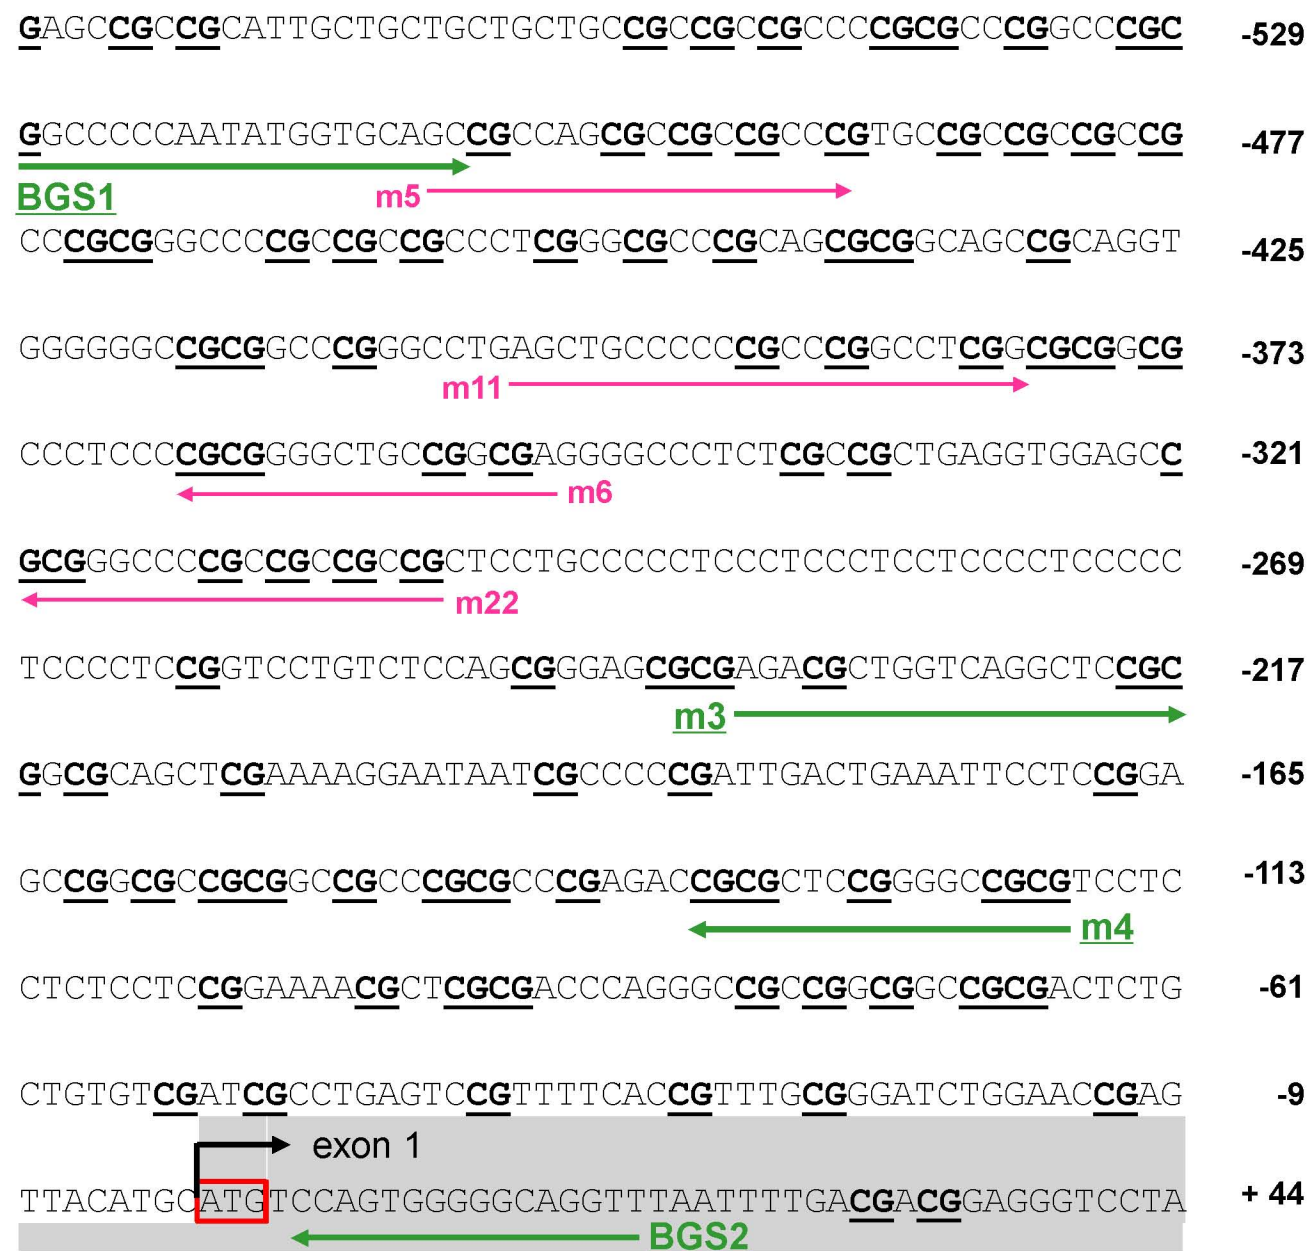 GAGCCGCCGCATTGCTGCTGCTGCTGCCGCCGCCGCCCCGCGCCCGGCCCGC -529
GGCCCCCAATATGGTGCAGCCGCCAGCGCCGCCGCCCGTGCCGCCGCCGCCG -477
BGS1
m5
CCCGCGGGCCCCGCCGCCGCCCTCGGGCGCCCGCAGCGCGGCAGCCGCAGGT -425
GGGGGGCCGCGGCCCGGGCCTGAGCTGCCCCCCGCCCGGCCTCGGCGCGGCG -373
m11
CCCTCCCCGCGGGGCTGCCGGCGAGGGGCCCTCTCGCCGCTGAGGTGGAGCC -321
m6
GCGGGCCCCGCCGCCGCCGCTCCTGCCCCCTCCCTCCCTCCTCCCCTCCCCC -269
m22
TCCCCTCCGGTCCTGTCTCCAGCGGGAGCGCGAGACGCTGGTCAGGCTCCGC -217
m3
GGCGCAGCTCGAAAAGGAATAATCGCCCCCGATTGACTGAAATTCCTCCGGA -165
GCCGGCGCCGCGGCCGCCCGCGCCCGAGACCGCGCTCCGGGGCCGCGTCCTC -113
m4
CTCTCCTCCGGAAAACGCTCGCGACCCAGGGCCGCCGGCGGCCGCGACTCTG -61
CTGTGTCGATCGCCTGAGTCCGTTTTCACCGTTTGCGGGATCTGGAACCGAG -9
exon 1
TTACATGCATGTCCAGTGGGGGCAGGTTTAATTTTGACGACGGAGGGTCCTA + 44
BGS2